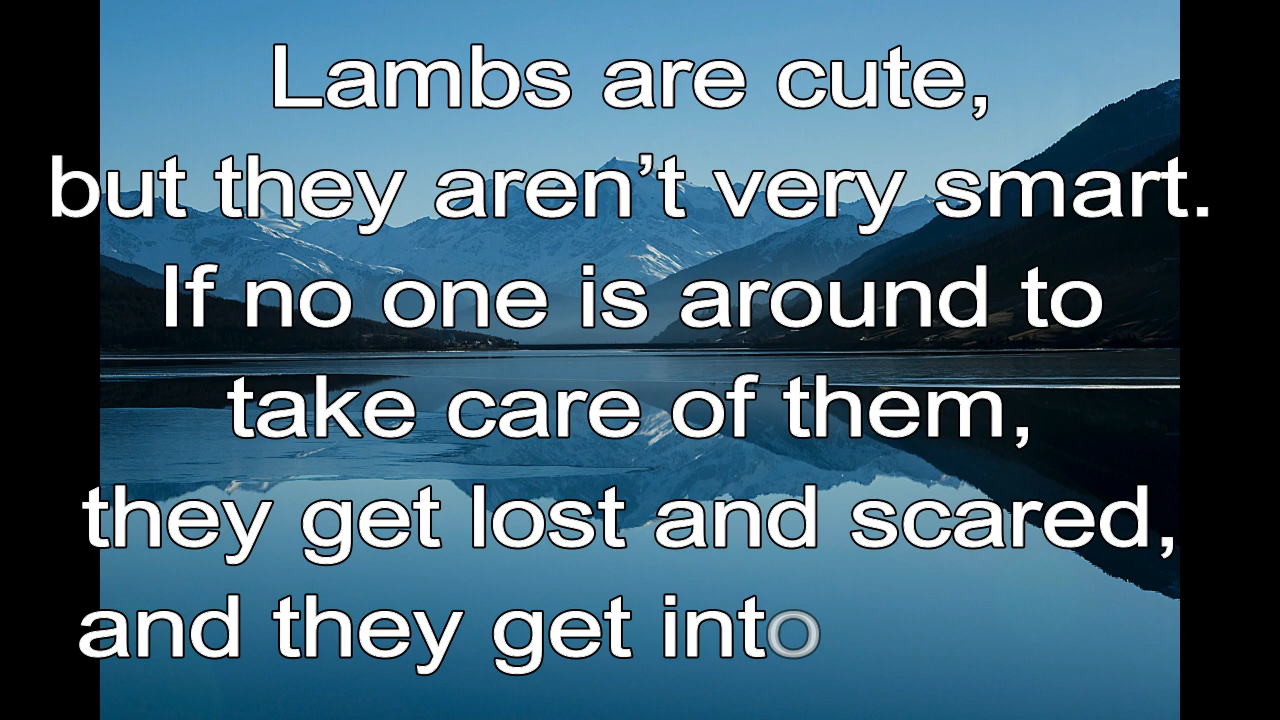 Lambs are cute,
but they aren’t very smart.
If no one is around to
take care of them,
they get lost and scared,
and they get into